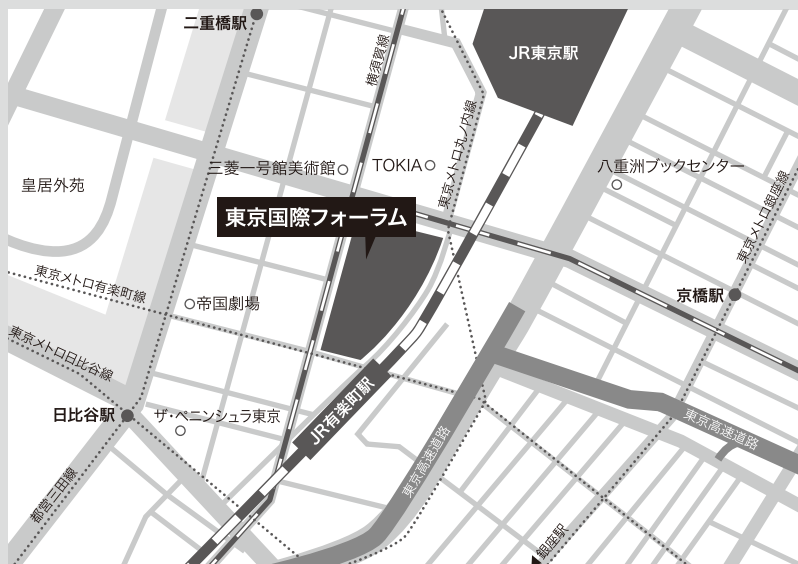 二重橋駅
横須賀線
JR東京駅
三菱一号館美術館
TOKIA
東京メトロ丸ノ内線
八重洲ブックセンター
皇居外苑
東京国際フォーラム
東京メトロ銀座線
東京メトロ有楽町線
帝国劇場
京橋駅
東京メトロ日比谷線
JR有楽町駅
日比谷駅
ザ・ペニンシュラ東京
東京高速道路
東京高速道路
都営三田線
銀座駅